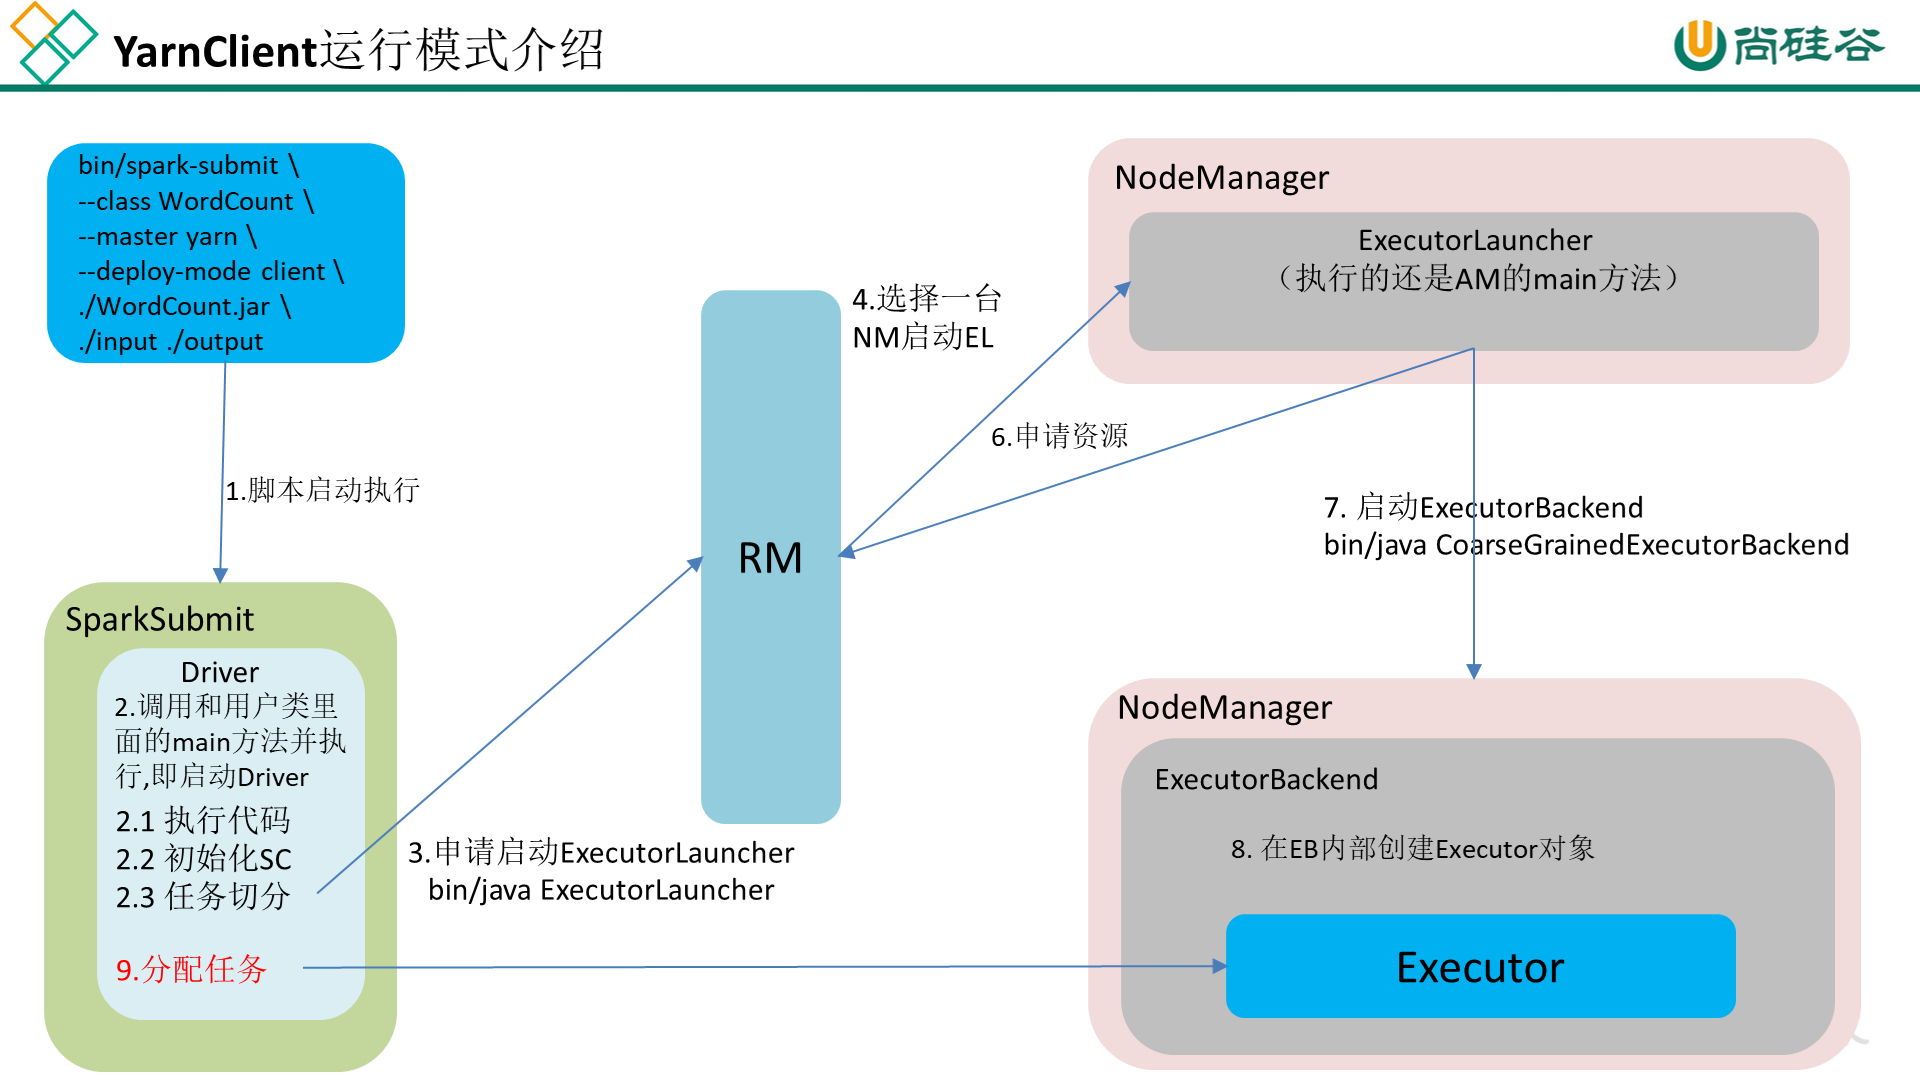 YarnClient运行模式介绍
尚硅谷
bin/spark-submit \
--class WordCount \
--master yarn \
--deploy-mode client \
./WordCount.jar \
./input ./output
1.脚本启动执行
SparkSubmit
Driver
2.调用和用户类里
面的main方法并执
行,即启动Driver
2.1 执行代码
2.2 初始化SC
2.3 任务切分
9.分配任务
3.申请启动ExecutorLauncher
bin/java ExecutorLauncher
RM
4.选择一台
NM启动EL
6.申请资源
NodeManager
ExecutorLauncher
（执行的还是AM的main方法）
7. 启动ExecutorBackend
bin/java CoarseGrainedExecutorBackend
NodeManager
ExecutorBackend
8. 在EB内部创建Executor对象
Executor